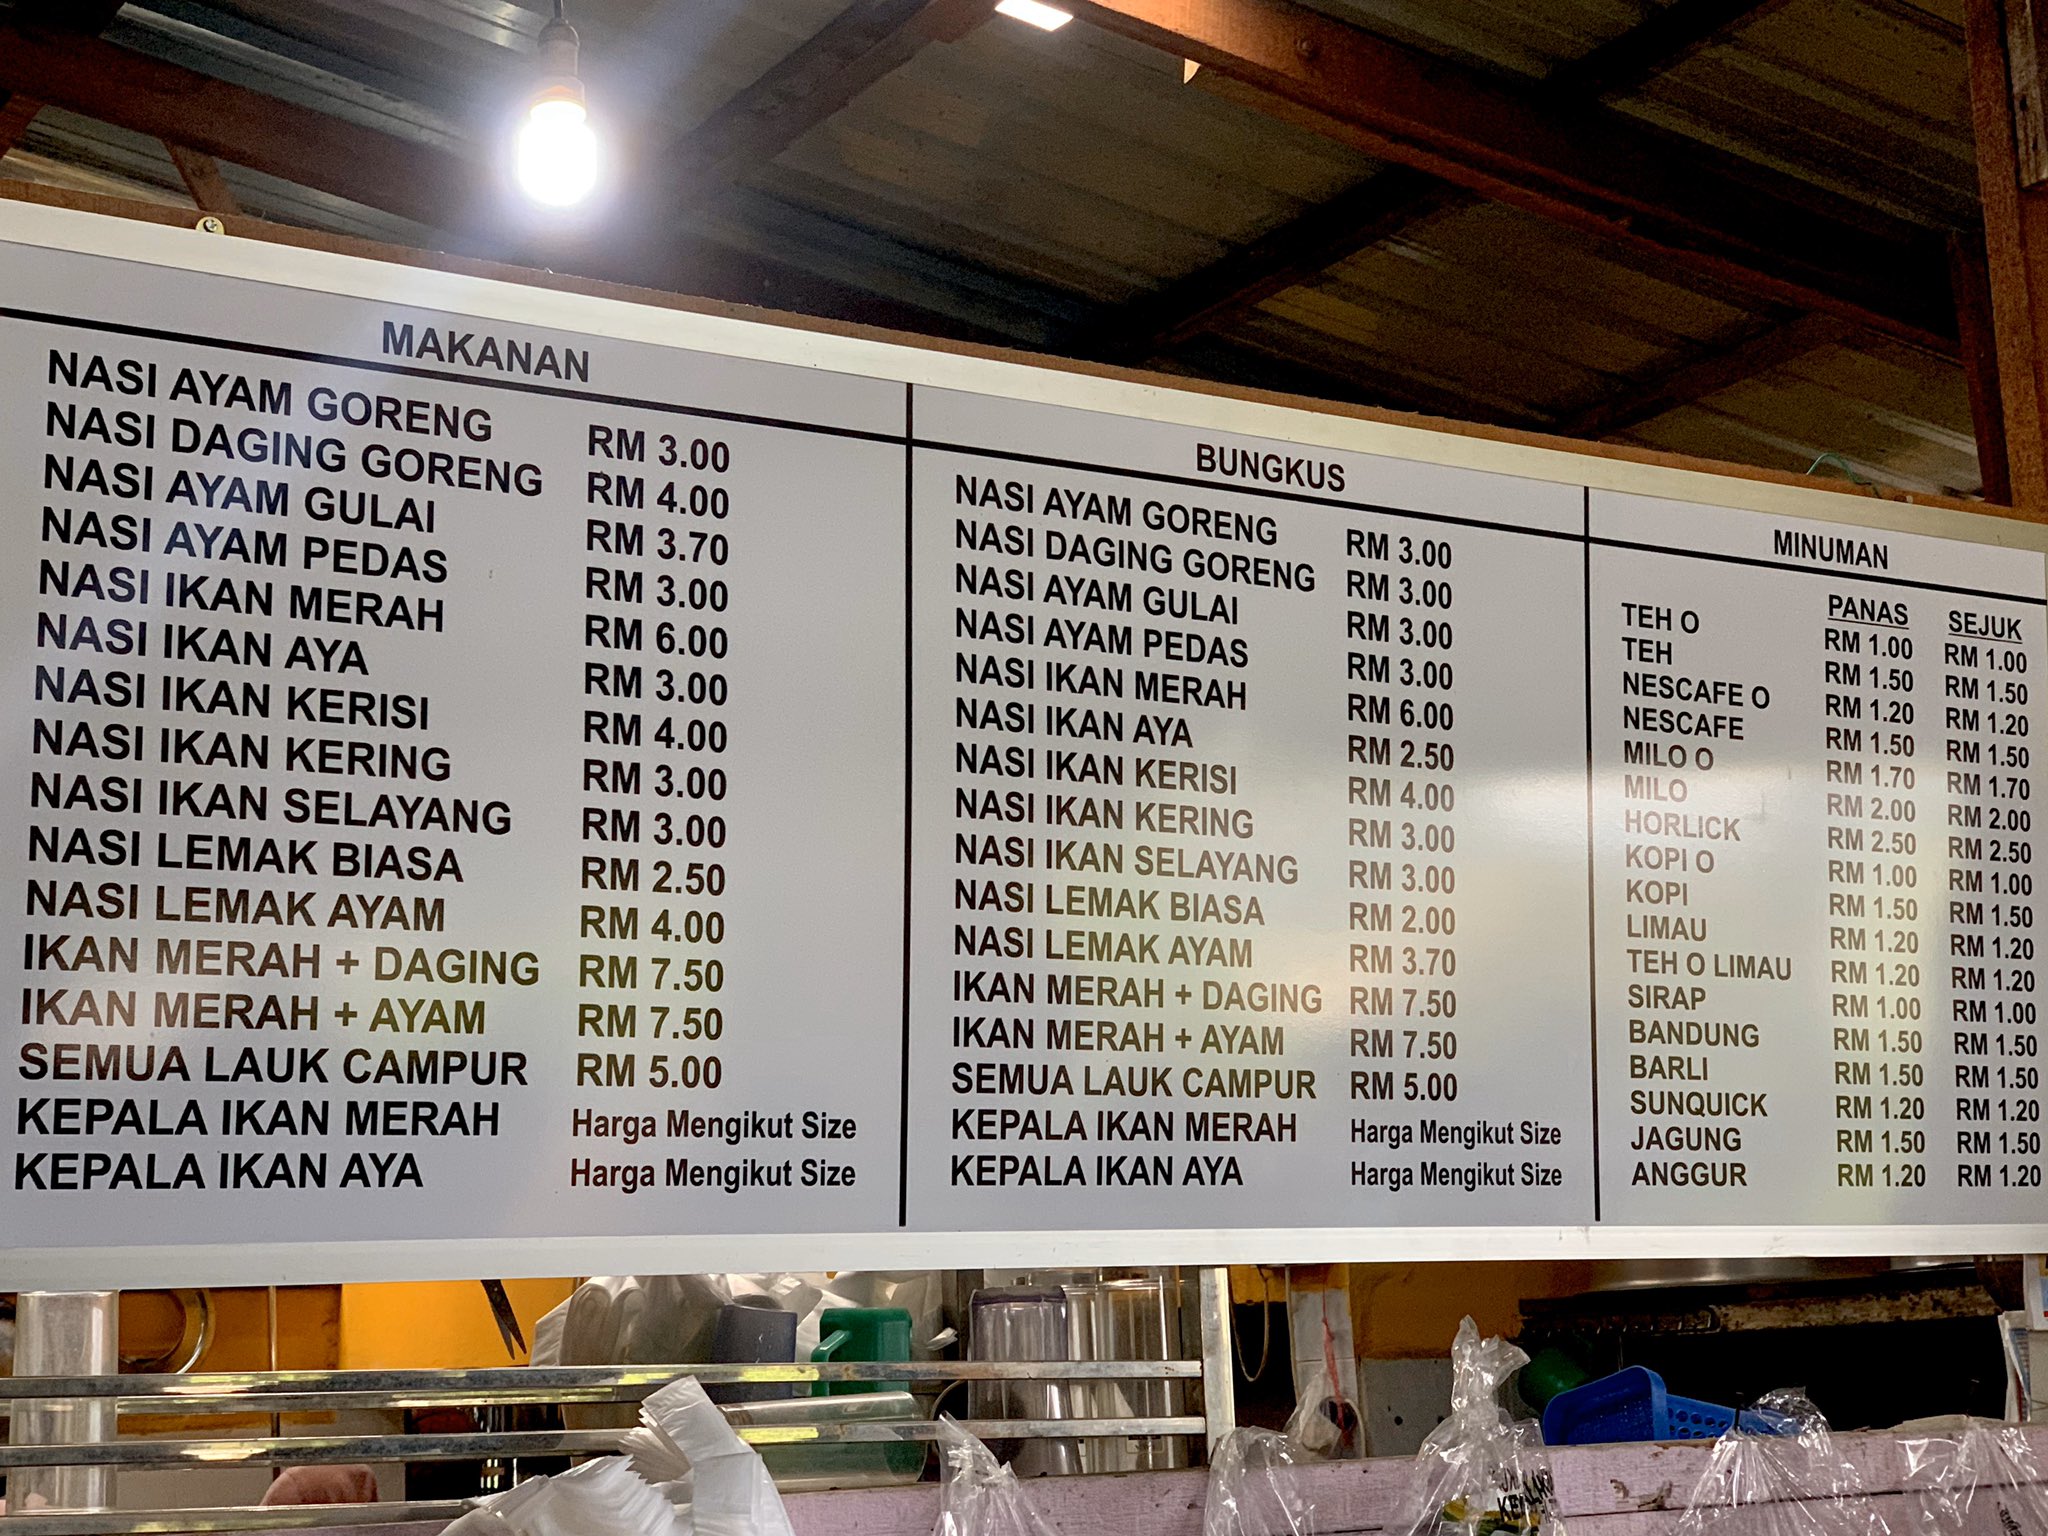 MAKANAN
NASI AYAM GORENG RM 3.00
NASI DAGING GORENG RM 4.00
NASI AYAM GULAI RM 3.70
NASI AYAM PEDAS RM 3.00
NASI IKAN MERAH RM 6.00
NASI IKAN AYA RM 3.00
NASI IKAN KERISI RM 4.00
NASI IKAN KERING RM 3.00
NASI IKAN SELAYANG RM 3.00
NASI LEMAK BIASA RM 2.50
NASI LEMAK AYAM RM 4.00
IKAN MERAH + DAGING RM 7.50
IKAN MERAH + AYAM RM 7.50
SEMUA LAUK CAMPUR RM 5.00
KEPALA IKAN MERAH Harga Mengikut Size
KEPALA IKAN AYA Harga Mengikut Size
BUNGKUS
NASI AYAM GORENG RM 3.00
NASI DAGING GORENG RM 3.00
NASI AYAM GULAI RM 3.00
NASI AYAM PEDAS RM 3.00
NASI IKAN MERAH RM 6.00
NASI IKAN AYA RM 2.50
NASI IKAN KERISI RM 4.00
NASI IKAN KERING RM 3.00
NASI IKAN SELAYANG RM 3.00
NASI LEMAK BIASA RM 2.00
NASI LEMAK AYAM RM 3.70
IKAN MERAH + DAGING RM 7.50
IKAN MERAH + AYAM RM 7.50
SEMUA LAUK CAMPUR RM 5.00
KEPALA IKAN MERAH Harga Mengikut Size
KEPALA IKAN AYA Harga Mengikut Size
MINUMAN
PANAS SEJUK
TEH O RM 1.00 RM 1.00
TEH RM 1.50 RM 1.50
NESCAFE O RM 1.20 RM 1.20
NESCAFE RM 1.50 RM 1.50
MILO O RM 1.70 RM 1.70
MILO RM 2.00 RM 2.00
HORLICK RM 2.50 RM 2.50
KOPI O RM 1.00 RM 1.00
KOPI RM 1.50 RM 1.50
LIMAU RM 1.20 RM 1.20
TEH O LIMAU RM 1.20 RM 1.20
SIRAP RM 1.00 RM 1.00
BANDUNG RM 1.50 RM 1.50
BARLI RM 1.50 RM 1.50
SUNQUICK RM 1.20 RM 1.20
JAGUNG RM 1.50 RM 1.50
ANGGUR RM 1.20 RM 1.20